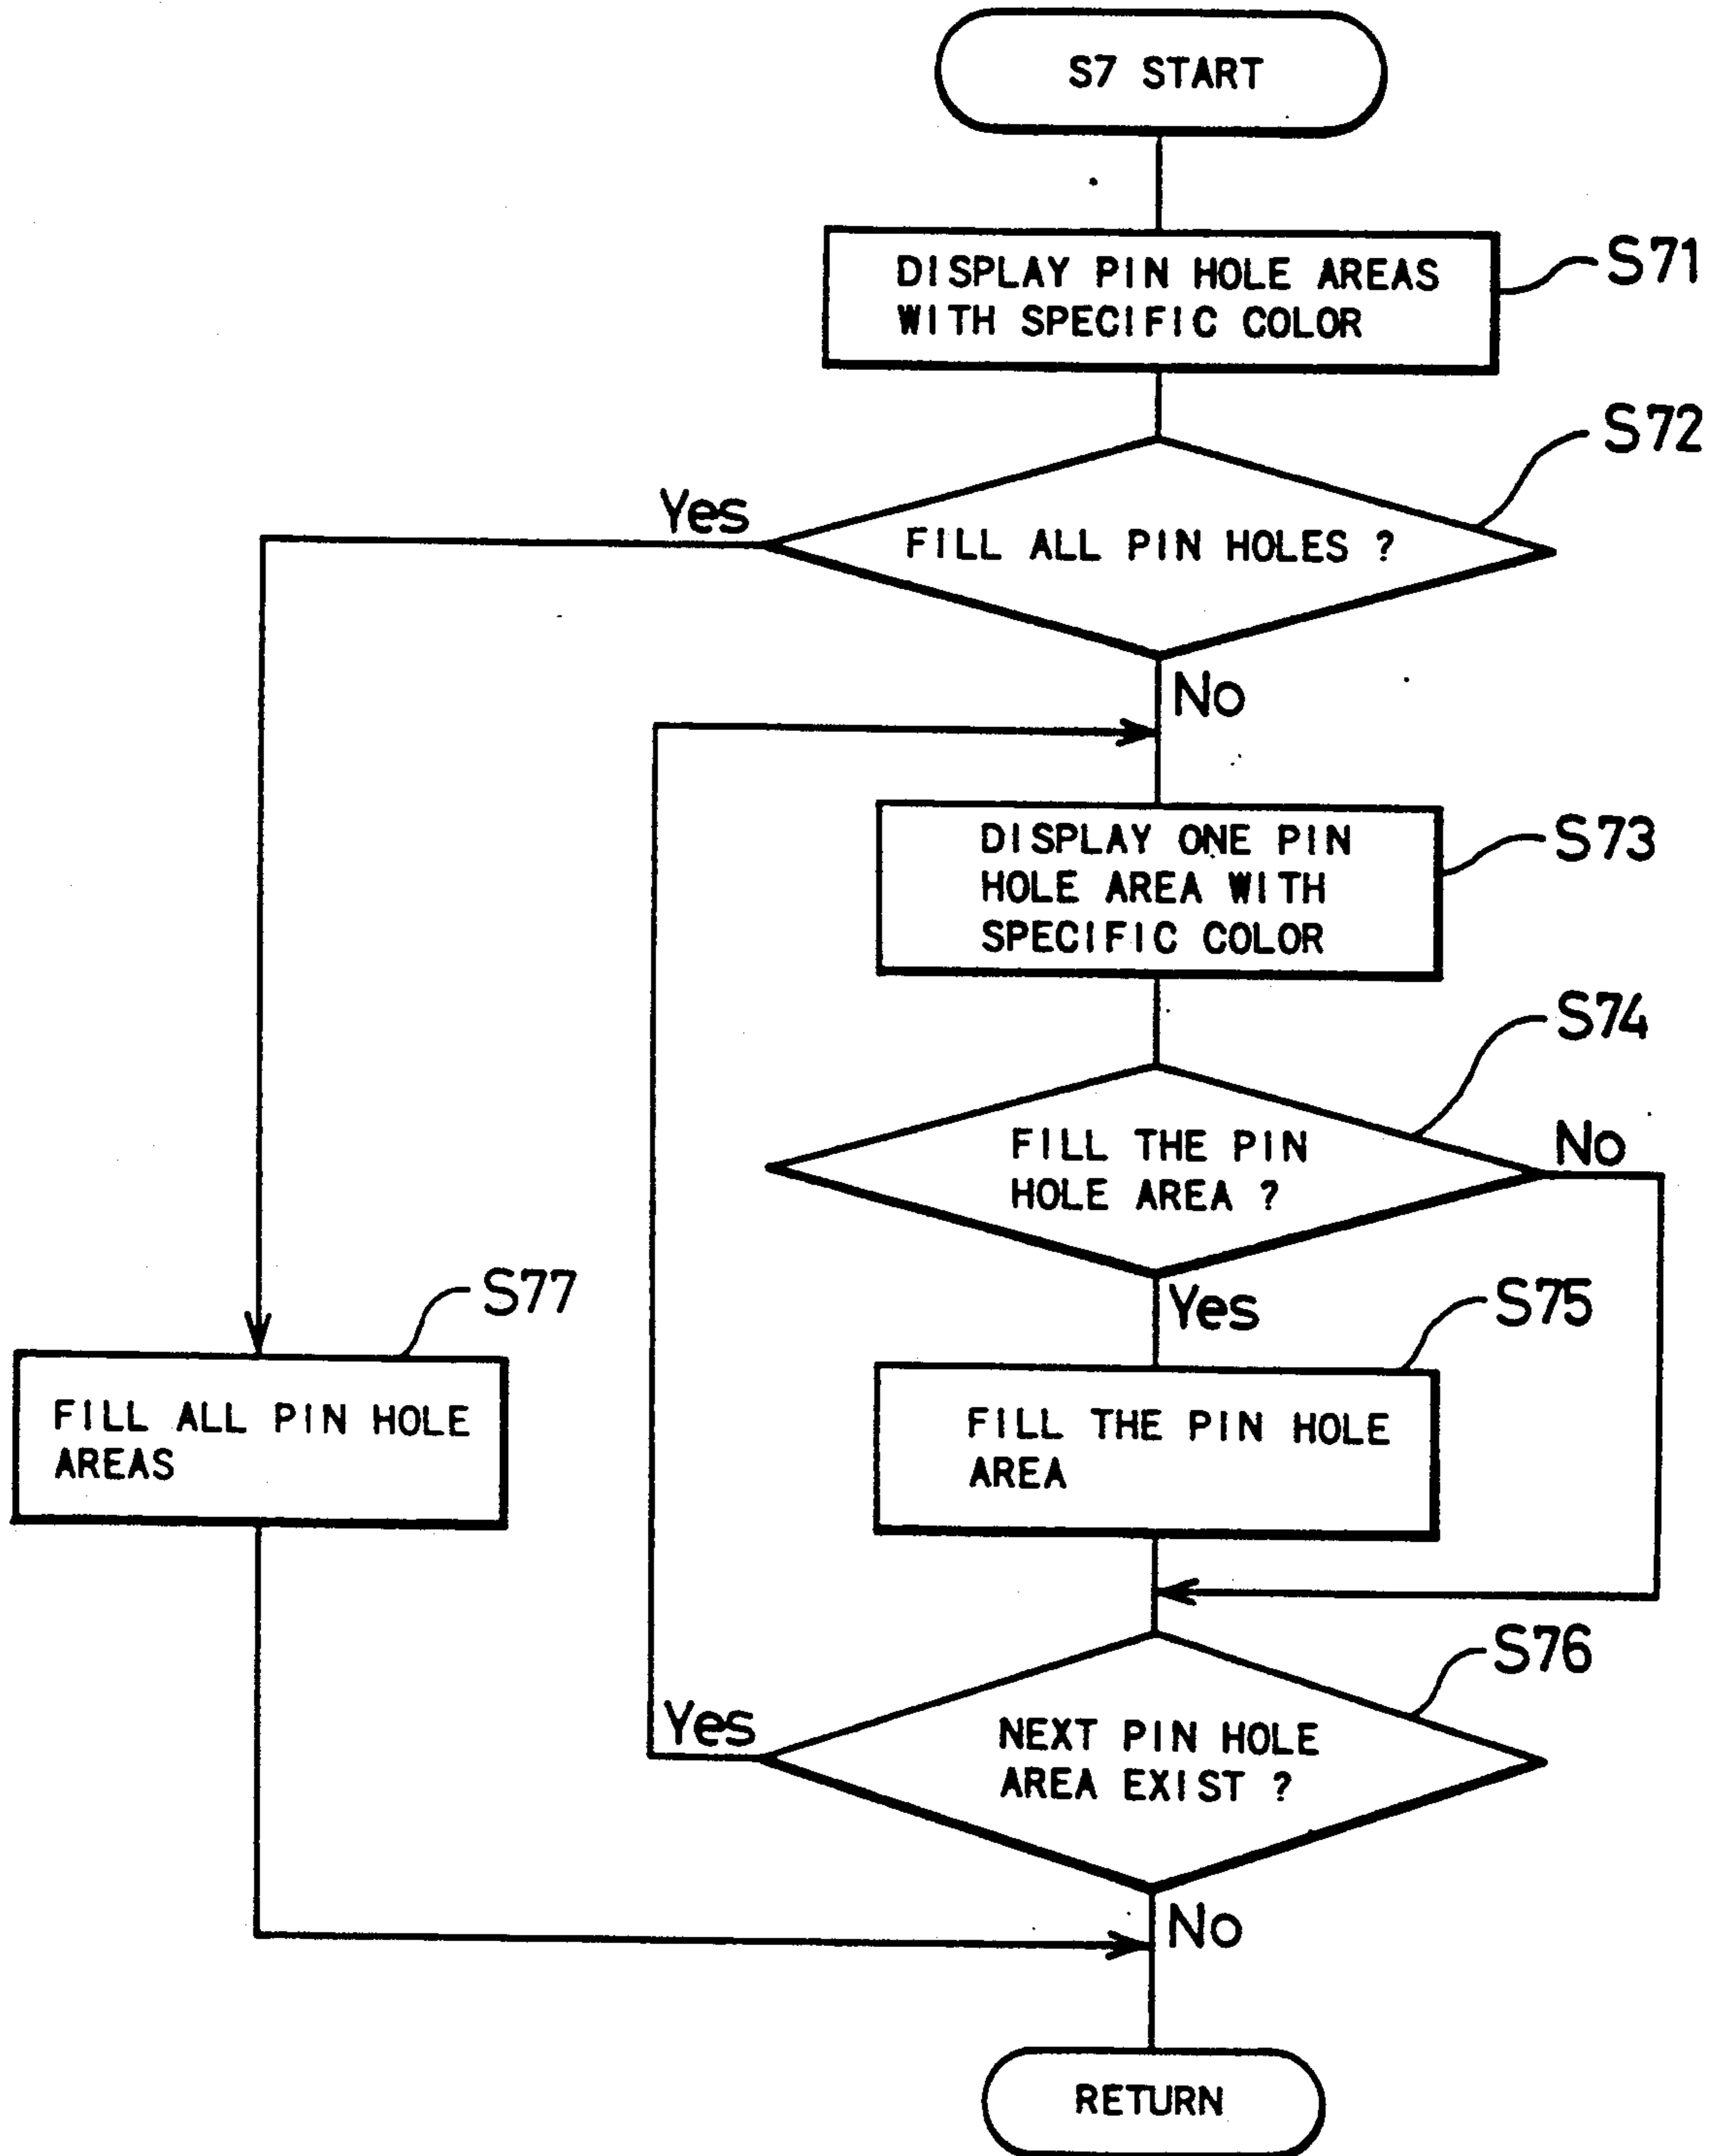 S7 START
DISPLAY PIN HOLE AREAS
WITH SPECIFIC COLOR
S71
S72
Yes
FILL ALL PIN HOLES ?
No
DISPLAY ONE PIN
HOLE AREA WITH
SPECIFIC COLOR
S73
S74
FILL THE PIN
HOLE AREA ?
No
Yes
S75
S77
FILL ALL PIN HOLE
AREAS
FILL THE PIN HOLE
AREA
S76
Yes
NEXT PIN HOLE
AREA EXIST ?
No
RETURN